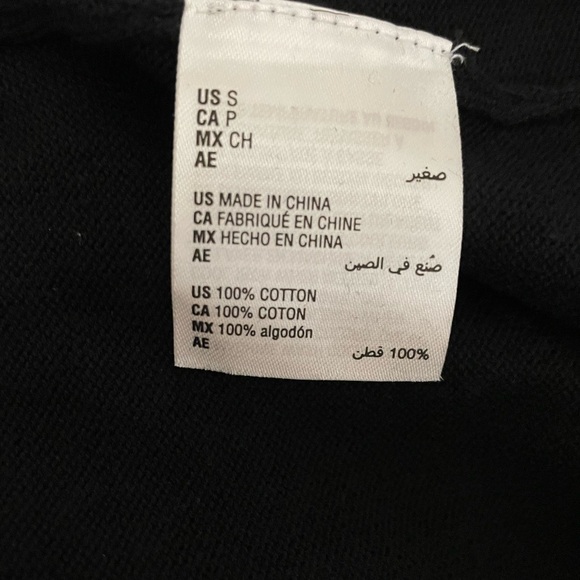 US S
CA P
MX CH
AE صغير
US MADE IN CHINA
CA FABRIQUÉ EN CHINE
MX HECHO EN CHINA
AE صُنع في الصين
US 100% COTTON
CA 100% COTON
MX 100% algodón
AE 100% قطن